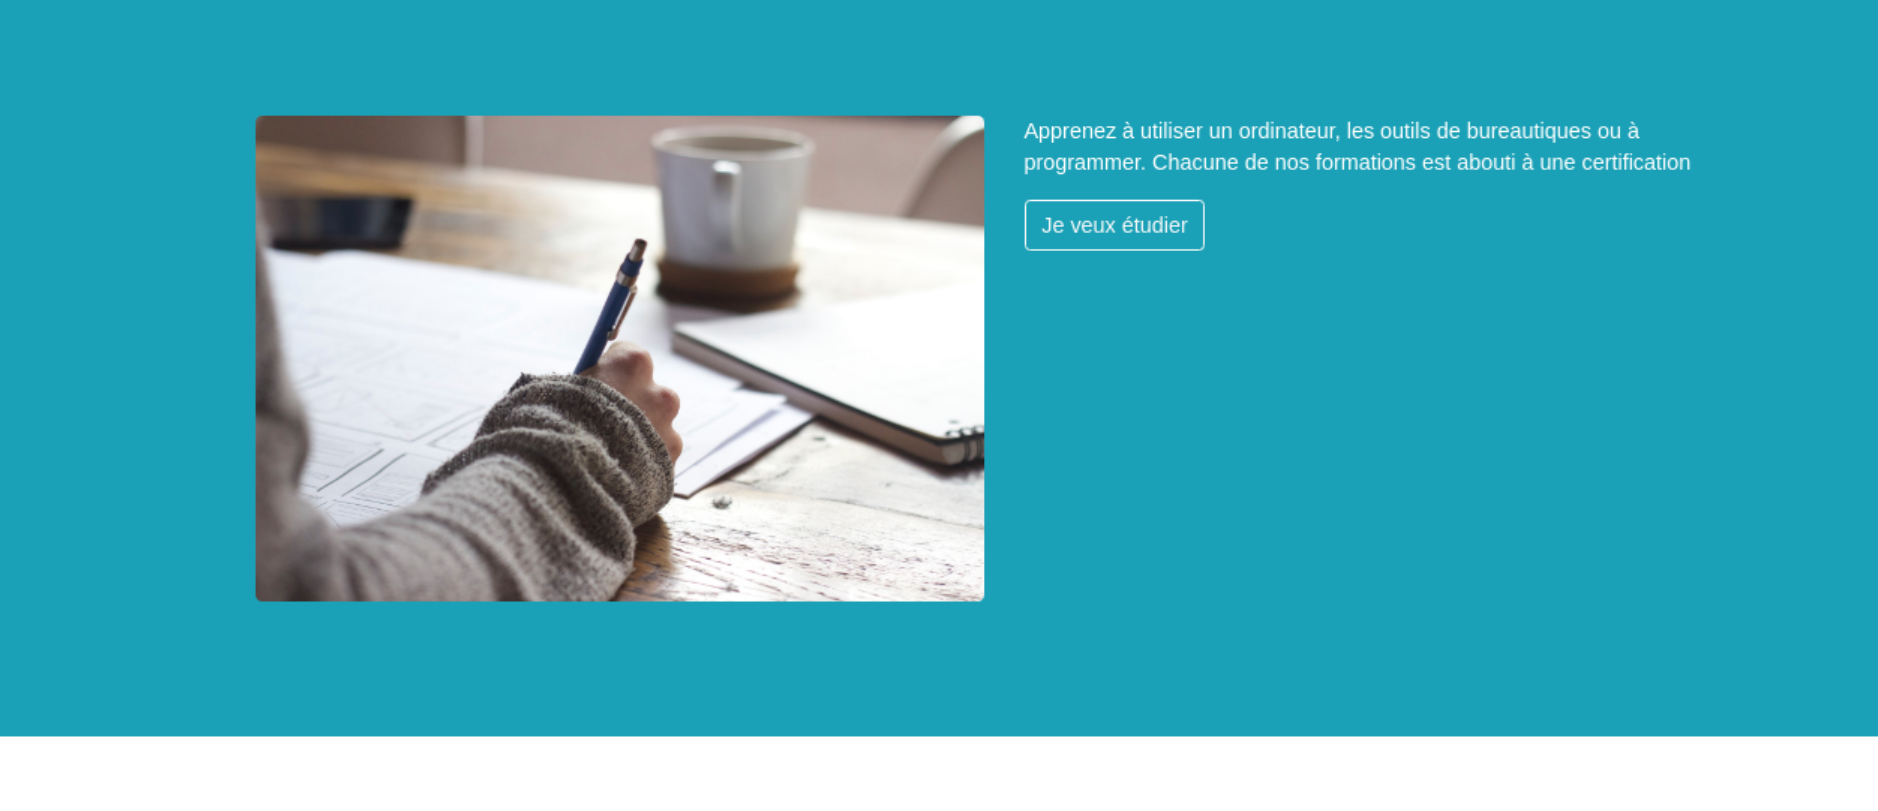 Apprenez à utiliser un ordinateur, les outils de bureautiques ou à
programmer. Chacune de nos formations est abouti à une certification
Je veux étudier